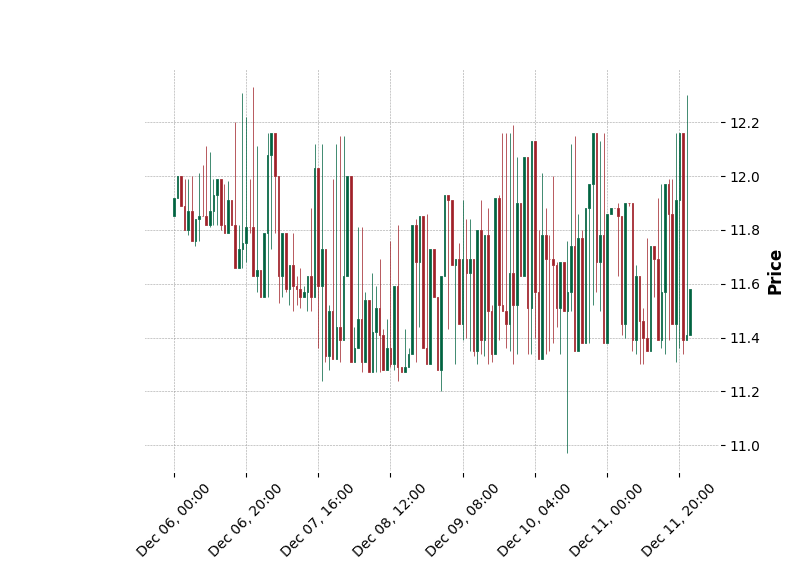 12.2
12.0
11.8
11.6
11.4
11.2
11.0
Price
Dec 06, 00:00
Dec 06, 20:00
Dec 07, 16:00
Dec 08, 12:00
Dec 09, 08:00
Dec 10, 04:00
Dec 11, 00:00
Dec 11, 20:00